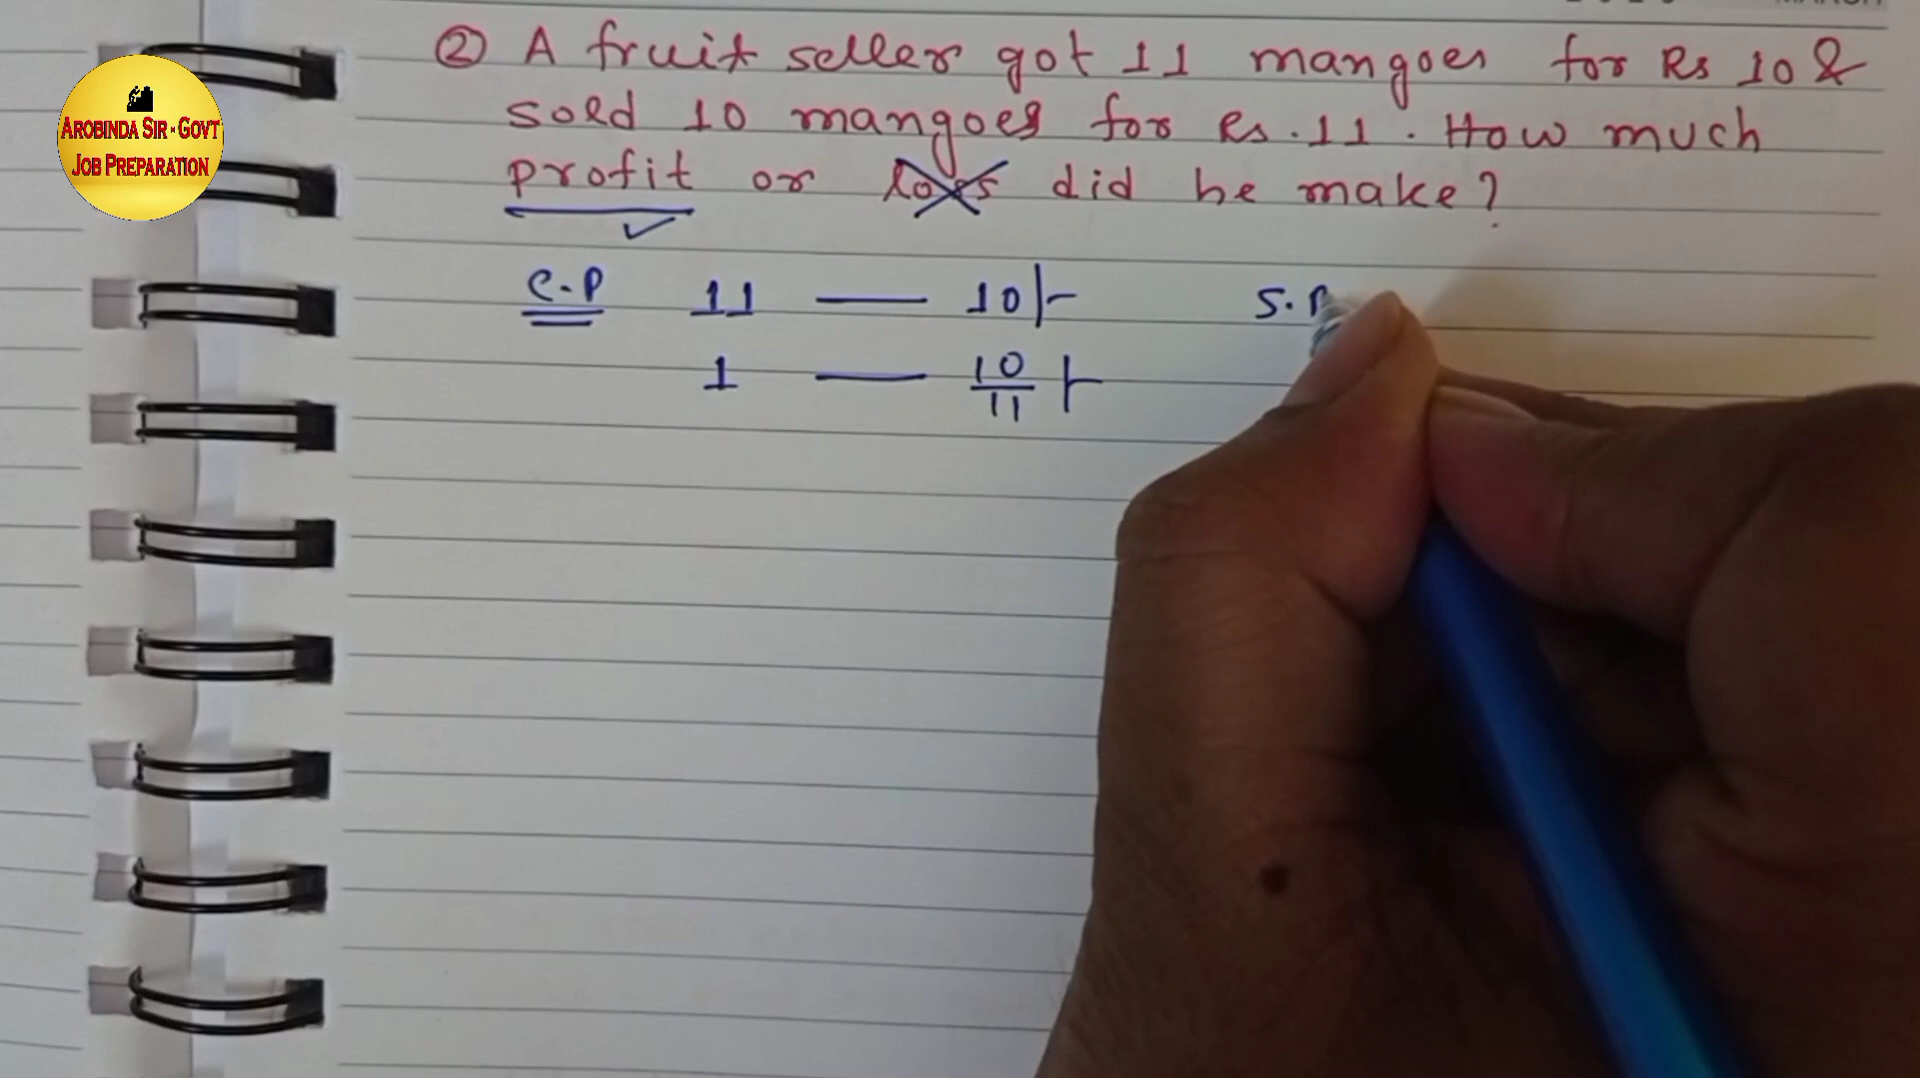 AROBINDA SIR - GOVT
JOB PREPARATION
② A fruit seller got 11 mangoes for Rs 10 &
sold 10 mangoes for Rs. 11. How much
profit or loss did he make?
C.P 11 — 10/-
1 — 10/11 /-
S.P